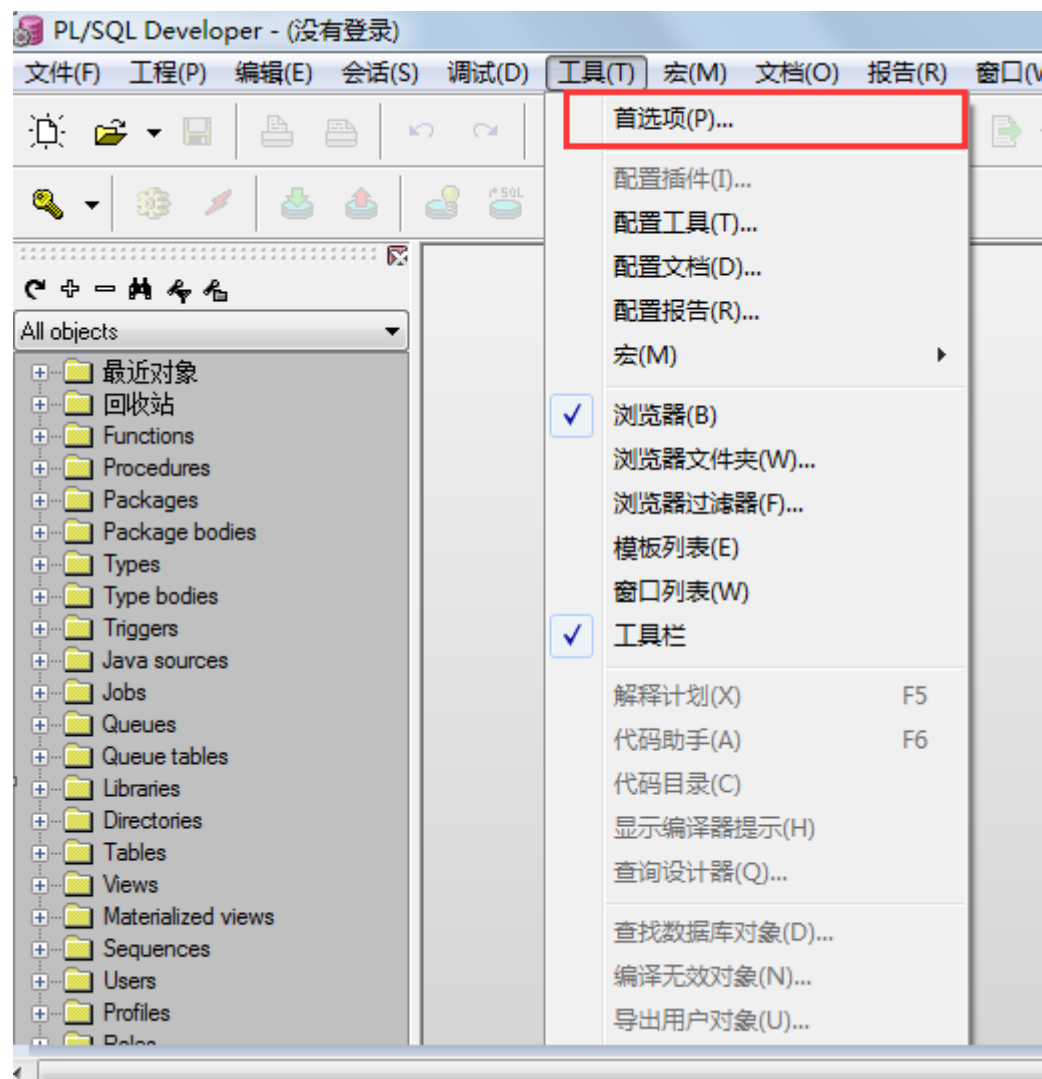 PL/SQL Developer - (没有登录)
文件(F) 工程(P) 编辑(E) 会话(S) 调试(D) 工具(T) 宏(M) 文档(O) 报告(R) 窗口(
首选项(P)...
配置插件(I)...
配置工具(T)...
配置文档(D)...
配置报告(R)...
宏(M)
浏览器(B)
浏览器文件夹(W)...
浏览器过滤器(F)...
模板列表(E)
窗口列表(W)
工具栏
解释计划(X) F5
代码助手(A) F6
代码目录(C)
显示编译器提示(H)
查询设计器(Q)...
查找数据库对象(D)...
编译无效对象(N)...
导出用户对象(U)...
SQL
All objects
最近对象
回收站
Functions
Procedures
Packages
Package bodies
Types
Type bodies
Triggers
Java sources
Jobs
Queues
Queue tables
Libraries
Directories
Tables
Views
Materialized views
Sequences
Users
Profiles
Roles